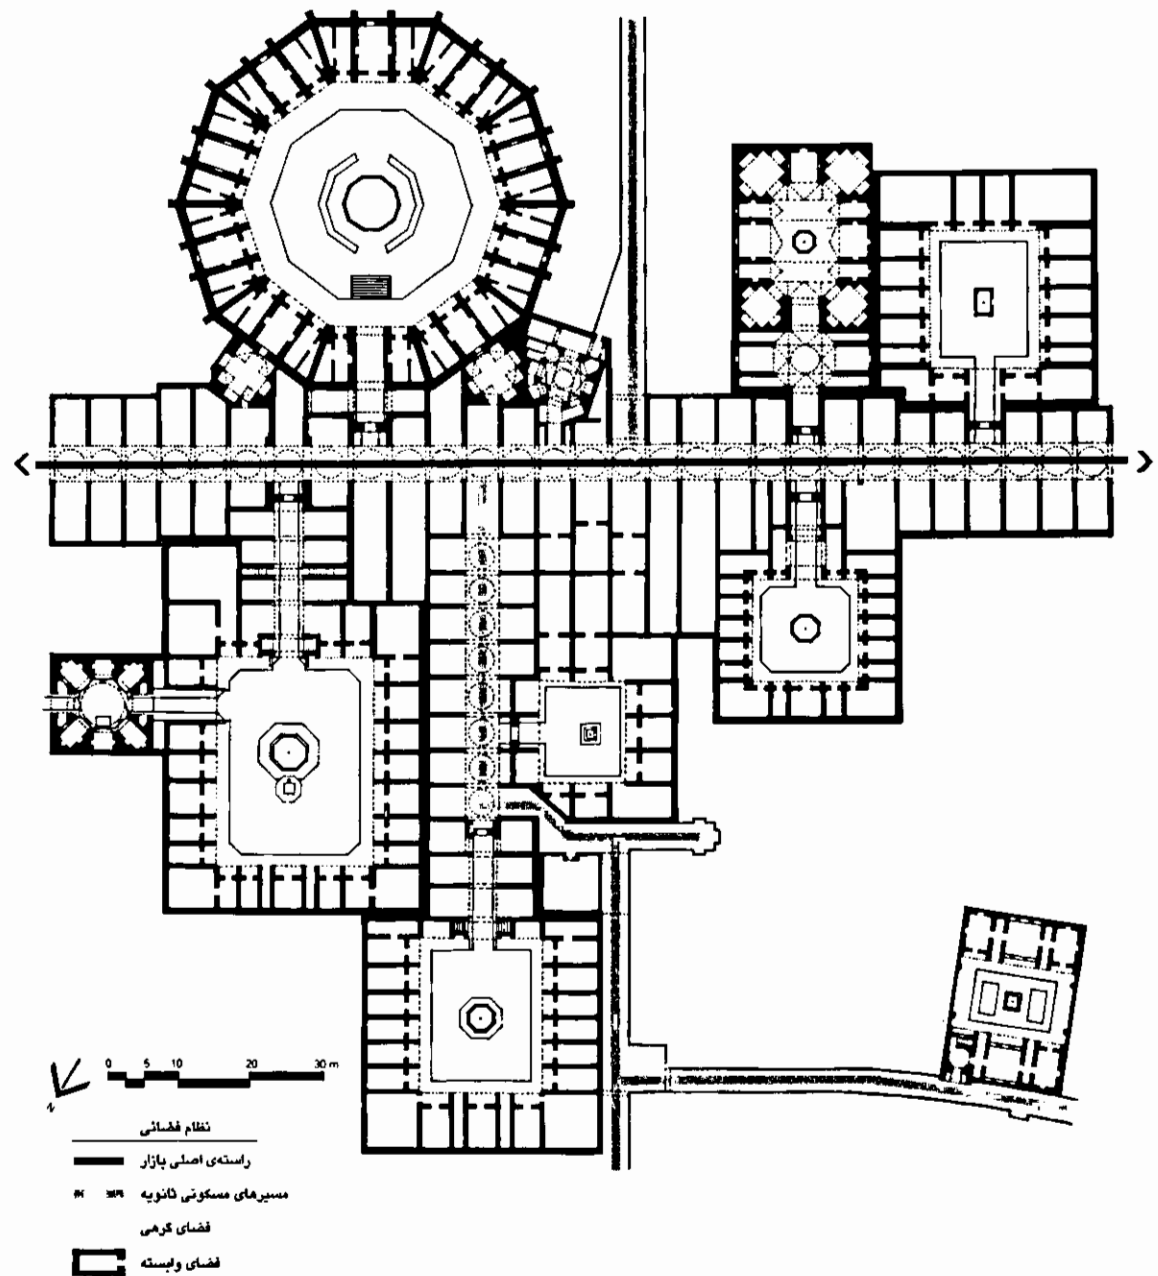 0 5 10 20 30 m
N
نظام فضائی
راسته‌ی اصلی بازار
مسیرهای مسکونی ثانویه
فضای گرهی
فضای وابسته